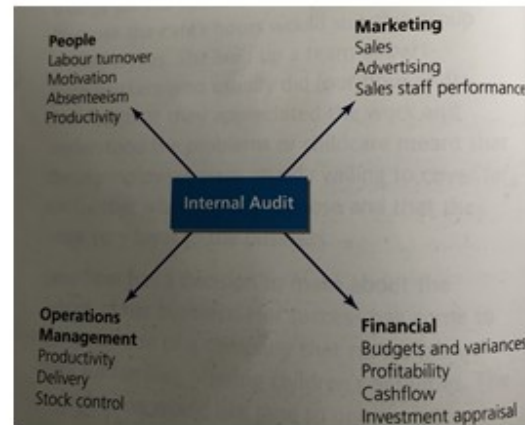 People
Labour turnover
Motivation
Absenteeism
Productivity
Marketing
Sales
Advertising
Sales staff performance
Internal Audit
Operations
Management
Productivity
Delivery
Stock control
Financial
Budgets and variances
Profitability
Cashflow
Investment appraisal